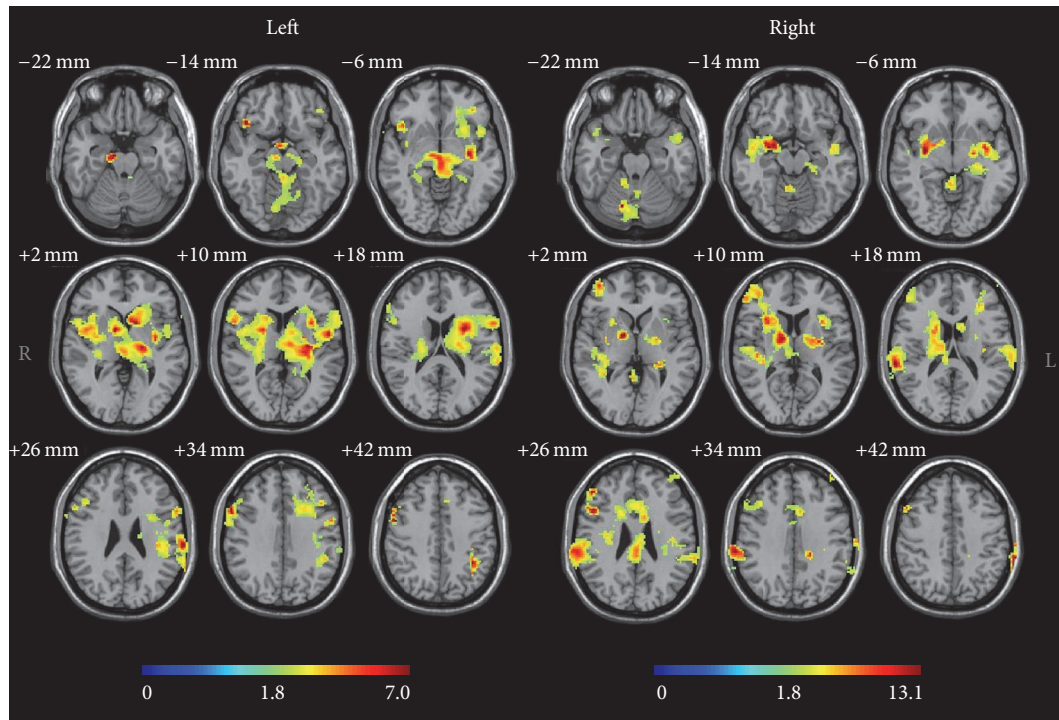 Left
Right
−22 mm −14 mm −6 mm
−22 mm −14 mm −6 mm
+2 mm +10 mm +18 mm
+2 mm +10 mm +18 mm
R
L
+26 mm +34 mm +42 mm
+26 mm +34 mm +42 mm
0 1.8 7.0
0 1.8 13.1